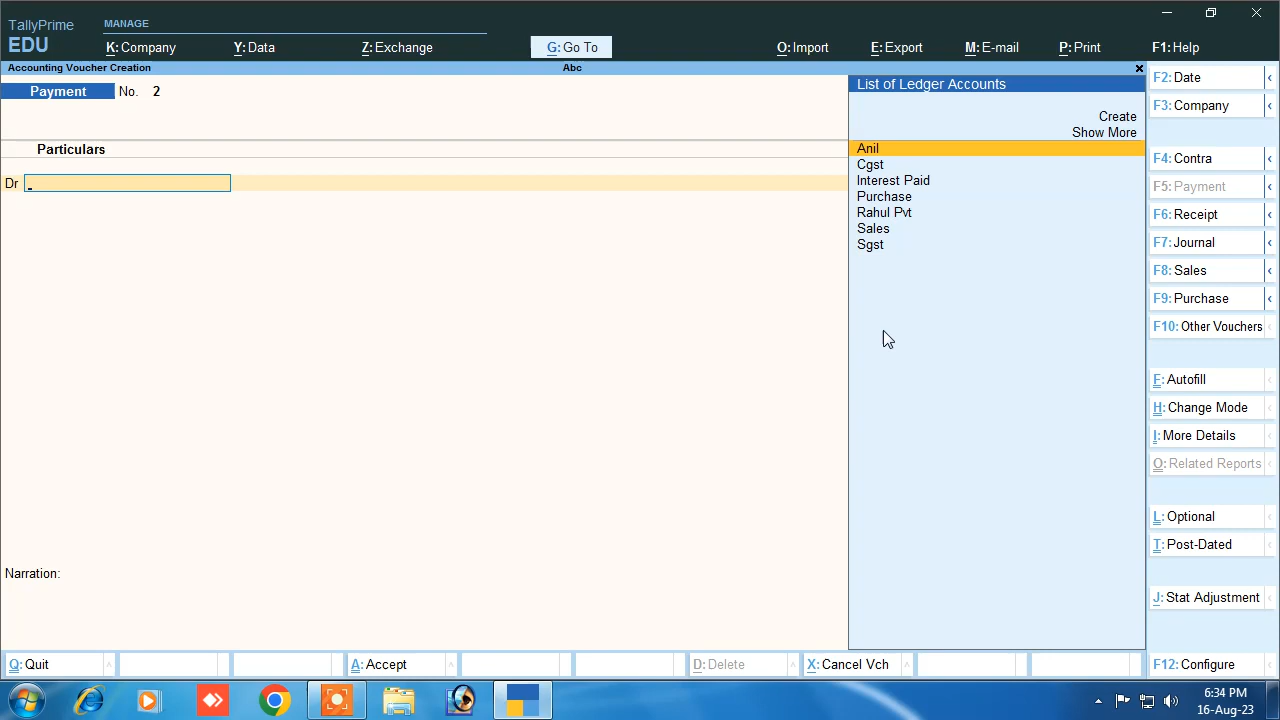 TallyPrime
EDU
MANAGE
K: Company
Y: Data
Z: Exchange
G: Go To
O: Import
E: Export
M: E-mail
P: Print
F1: Help
Accounting Voucher Creation
Abc
Payment
No. 2
Particulars
Dr
Narration:
List of Ledger Accounts
Create
Show More
Anil
Cgst
Interest Paid
Purchase
Rahul Pvt
Sales
Sgst
F2: Date
F3: Company
F4: Contra
F5: Payment
F6: Receipt
F7: Journal
F8: Sales
F9: Purchase
F10: Other Vouchers
F: Autofill
H: Change Mode
I: More Details
O: Related Reports
L: Optional
T: Post-Dated
J: Stat Adjustment
Q: Quit
A: Accept
D: Delete
X: Cancel Vch
F12: Configure
6:34 PM
16-Aug-23